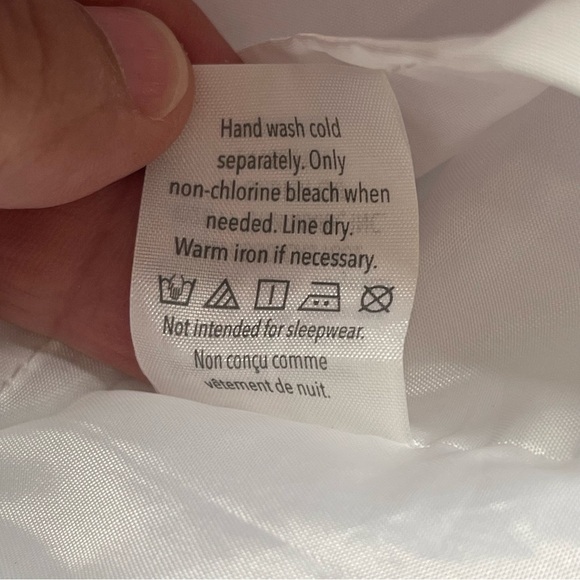 Hand wash cold
separately. Only
non-chlorine bleach when
needed. Line dry.
Warm iron if necessary.
Not intended for sleepwear.
Non conçu comme
vêtement de nuit.